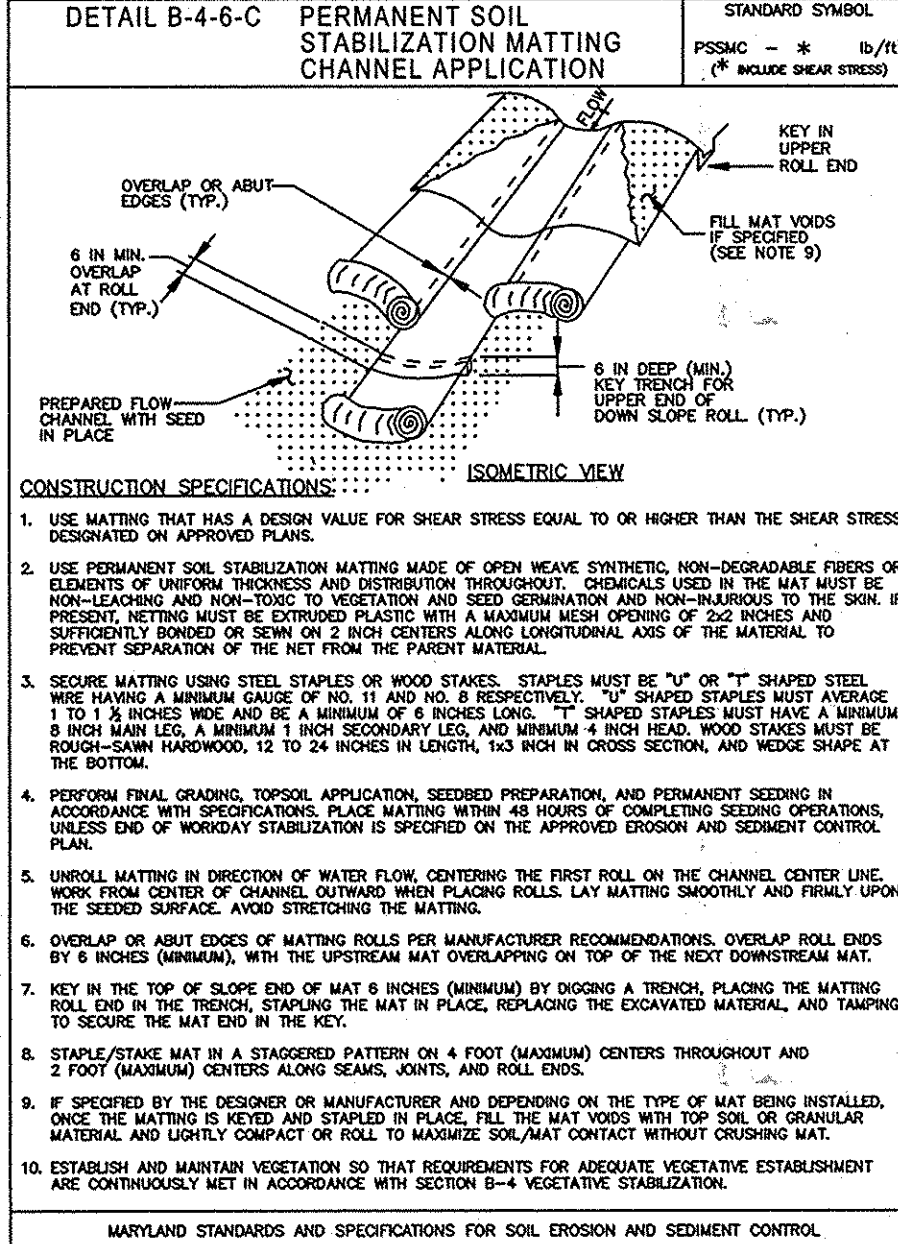 DETAIL B-4-6-C PERMANENT SOIL
STABILIZATION MATTING
CHANNEL APPLICATION
STANDARD SYMBOL
PSSMC - * lb/ft
(* INCLUDE SHEAR STRESS)
FLOW
KEY IN
UPPER
ROLL END
OVERLAP OR ABUT
EDGES (TYP.)
FILL MAT VOIDS
IF SPECIFIED
(SEE NOTE 9)
6 IN MIN.
OVERLAP
AT ROLL
END (TYP.)
6 IN DEEP (MIN.)
KEY TRENCH FOR
UPPER END OF
DOWN SLOPE ROLL (TYP.)
PREPARED FLOW
CHANNEL WITH SEED
IN PLACE
ISOMETRIC VIEW
CONSTRUCTION SPECIFICATIONS:
1. USE MATTING THAT HAS A DESIGN VALUE FOR SHEAR STRESS EQUAL TO OR HIGHER THAN THE SHEAR STRESS
DESIGNATED ON APPROVED PLANS.
2. USE PERMANENT SOIL STABILIZATION MATTING MADE OF OPEN WEAVE SYNTHETIC, NON-DEGRADABLE FIBERS OR
ELEMENTS OF UNIFORM THICKNESS AND DISTRIBUTION THROUGHOUT. CHEMICALS USED IN THE MAT MUST BE
NON-LEACHING AND NON-TOXIC TO VEGETATION AND SEED GERMINATION AND NON-INJURIOUS TO THE SKIN. IF
PRESENT, NETTING MUST BE EXTRUDED PLASTIC WITH A MAXIMUM MESH OPENING OF 2x2 INCHES AND
SUFFICIENTLY BONDED OR SEWN ON 2 INCH CENTERS ALONG LONGITUDINAL AXIS OF THE MATERIAL TO
PREVENT SEPARATION OF THE NET FROM THE PARENT MATERIAL.
3. SECURE MATTING USING STEEL STAPLES OR WOOD STAKES. STAPLES MUST BE "U" OR "T" SHAPED STEEL
WIRE HAVING A MINIMUM GAUGE OF NO. 11 AND NO. 8 RESPECTIVELY. "U" SHAPED STAPLES MUST AVERAGE
1 TO 1 ½ INCHES WIDE AND BE A MINIMUM OF 6 INCHES LONG. "T" SHAPED STAPLES MUST HAVE A MINIMUM
8 INCH MAIN LEG, A MINIMUM 1 INCH SECONDARY LEG, AND MINIMUM 4 INCH HEAD. WOOD STAKES MUST BE
ROUGH-SAWN HARDWOOD, 12 TO 24 INCHES IN LENGTH, 1x3 INCH IN CROSS SECTION, AND WEDGE SHAPE AT
THE BOTTOM.
4. PERFORM FINAL GRADING, TOPSOIL APPLICATION, SEEDBED PREPARATION, AND PERMANENT SEEDING IN
ACCORDANCE WITH SPECIFICATIONS. PLACE MATTING WITHIN 48 HOURS OF COMPLETING SEEDING OPERATIONS,
UNLESS END OF WORKDAY STABILIZATION IS SPECIFIED ON THE APPROVED EROSION AND SEDIMENT CONTROL
PLAN.
5. UNROLL MATTING IN DIRECTION OF WATER FLOW, CENTERING THE FIRST ROLL ON THE CHANNEL CENTER LINE.
WORK FROM CENTER OF CHANNEL OUTWARD WHEN PLACING ROLLS. LAY MATTING SMOOTHLY AND FIRMLY UPON
THE SEEDED SURFACE. AVOID STRETCHING THE MATTING.
6. OVERLAP OR ABUT EDGES OF MATTING ROLLS PER MANUFACTURER RECOMMENDATIONS. OVERLAP ROLL ENDS
BY 6 INCHES (MINIMUM), WITH THE UPSTREAM MAT OVERLAPPING ON TOP OF THE NEXT DOWNSTREAM MAT.
7. KEY IN THE TOP OF SLOPE END OF MAT 6 INCHES (MINIMUM) BY DIGGING A TRENCH, PLACING THE MATTING
ROLL END IN THE TRENCH, STAPLING THE MAT IN PLACE, REPLACING THE EXCAVATED MATERIAL, AND TAMPING
TO SECURE THE MAT END IN THE KEY.
8. STAPLE/STAKE MAT IN A STAGGERED PATTERN ON 4 FOOT (MAXIMUM) CENTERS THROUGHOUT AND
2 FOOT (MAXIMUM) CENTERS ALONG SEAMS, JOINTS, AND ROLL ENDS.
9. IF SPECIFIED BY THE DESIGNER OR MANUFACTURER AND DEPENDING ON THE TYPE OF MAT BEING INSTALLED,
ONCE THE MATTING IS KEYED AND STAPLED IN PLACE, FILL THE MAT VOIDS WITH TOP SOIL OR GRANULAR
MATERIAL AND LIGHTLY COMPACT OR ROLL TO MAXIMIZE SOIL/MAT CONTACT WITHOUT CRUSHING MAT.
10. ESTABLISH AND MAINTAIN VEGETATION SO THAT REQUIREMENTS FOR ADEQUATE VEGETATIVE ESTABLISHMENT
ARE CONTINUOUSLY MET IN ACCORDANCE WITH SECTION B-4 VEGETATIVE STABILIZATION.
MARYLAND STANDARDS AND SPECIFICATIONS FOR SOIL EROSION AND SEDIMENT CONTROL